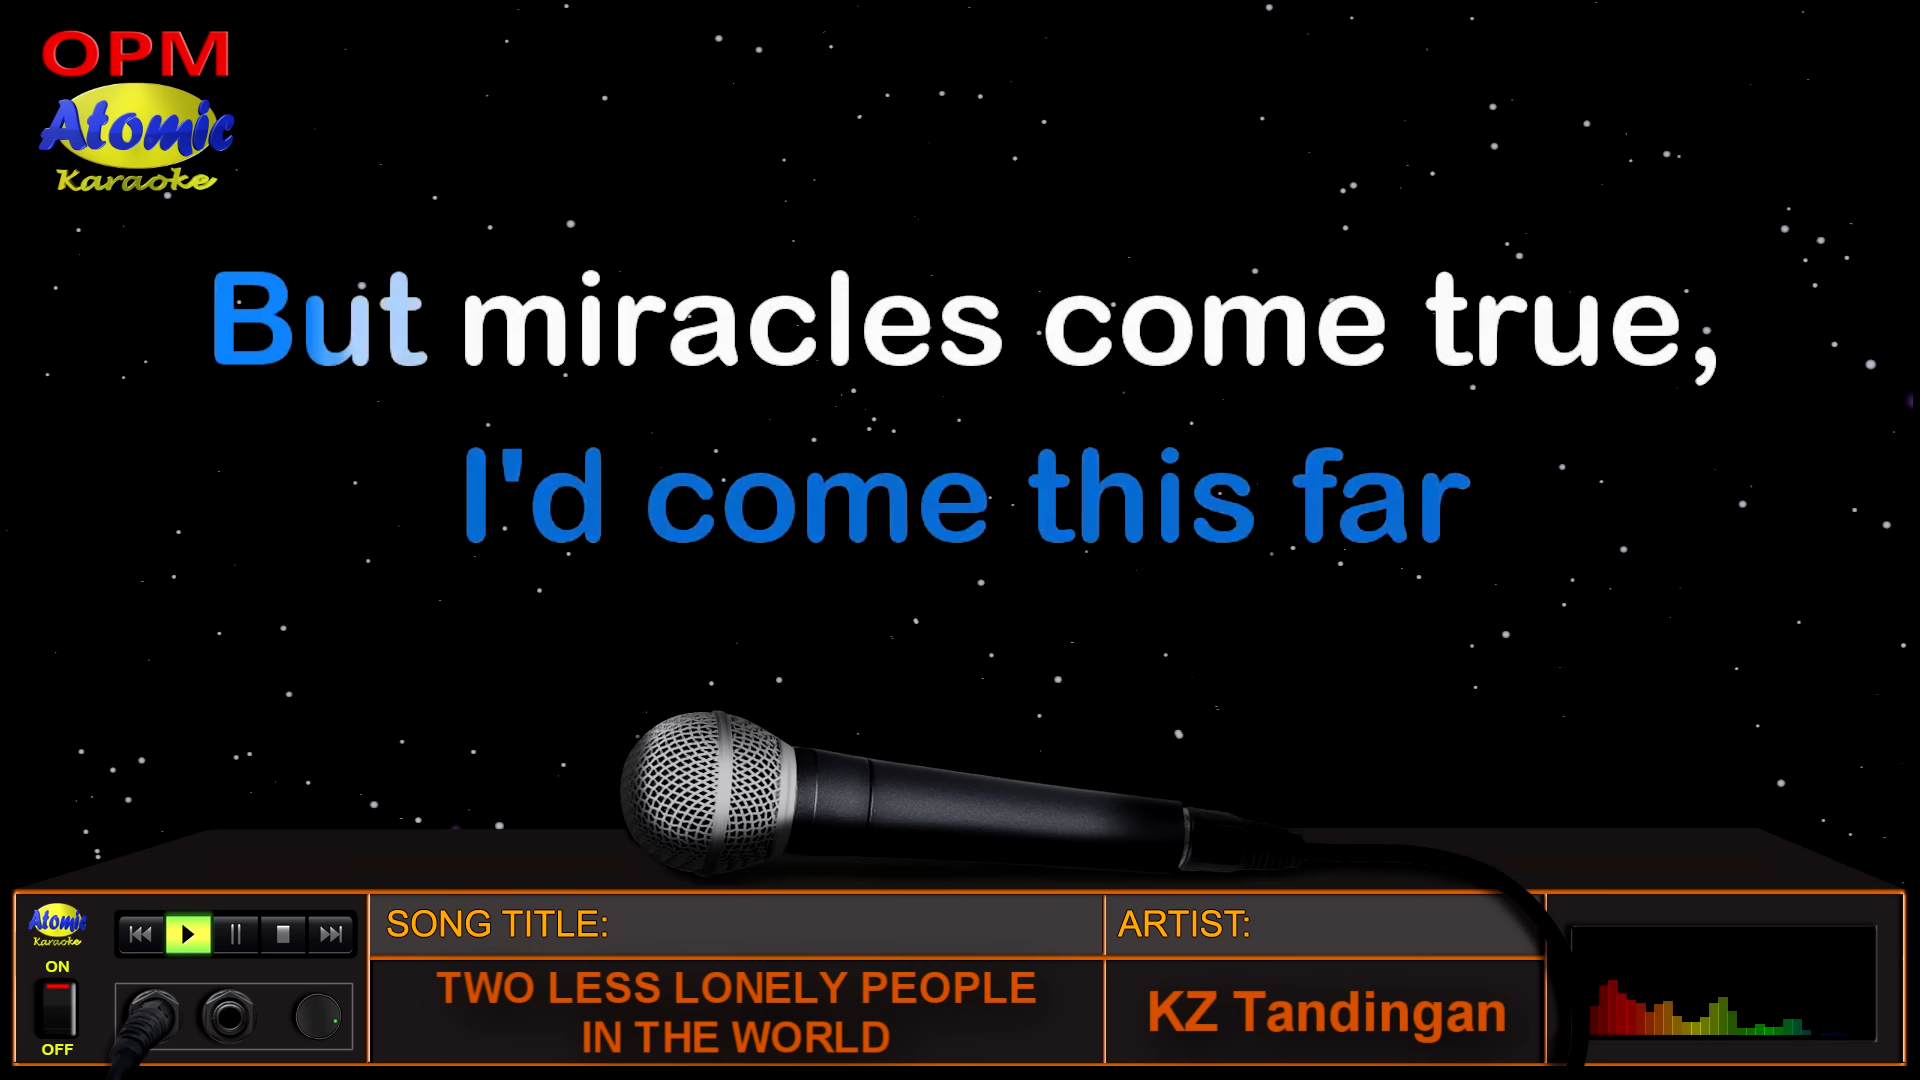 OPM
Atomic
Karaoke
But miracles come true,
I'd come this far
Atomic
Karaoke
ON
OFF
SONG TITLE:
TWO LESS LONELY PEOPLE
IN THE WORLD
ARTIST:
KZ Tandingan